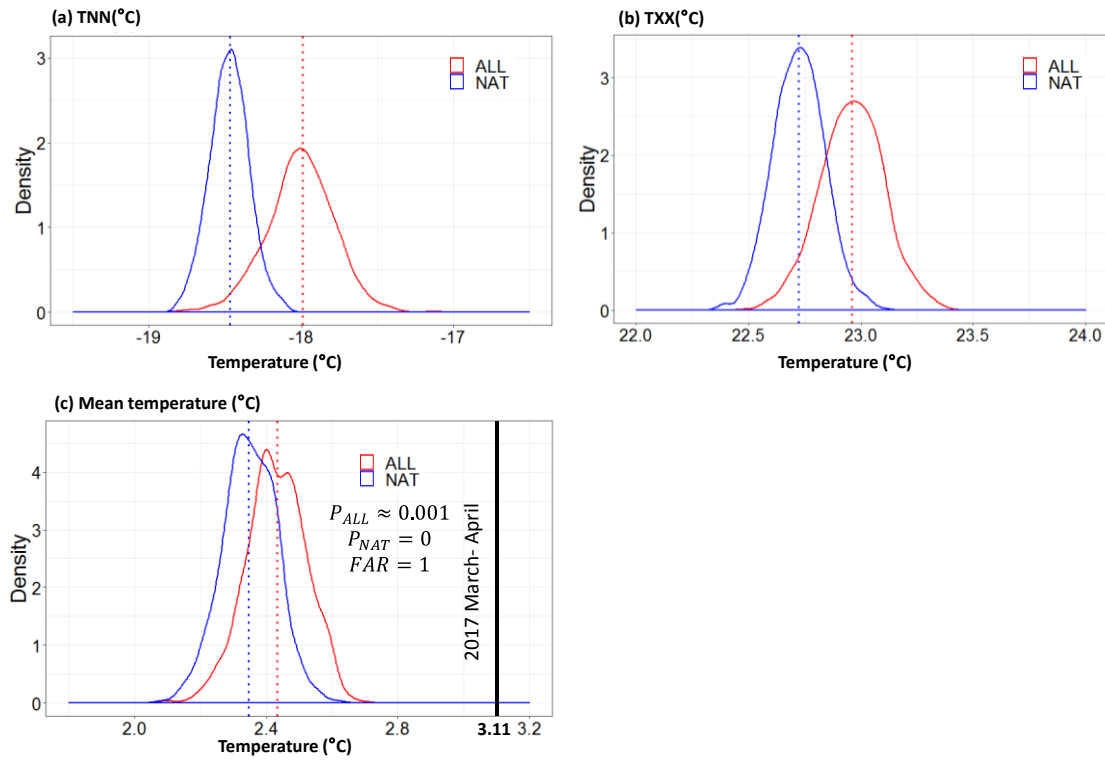 (a) TNN(°C)
ALL
NAT
Density
3
2
1
0
-19
-18
-17
Temperature (°C)
(b) TXX(°C)
ALL
NAT
Density
3
2
1
0
22.0
22.5
23.0
23.5
24.0
Temperature (°C)
(c) Mean temperature (°C)
ALL
NAT
P_ALL ≈ 0.001
P_NAT = 0
FAR = 1
2017 March- April
Density
4
3
2
1
0
2.0
2.4
2.8
3.11
3.2
Temperature (°C)